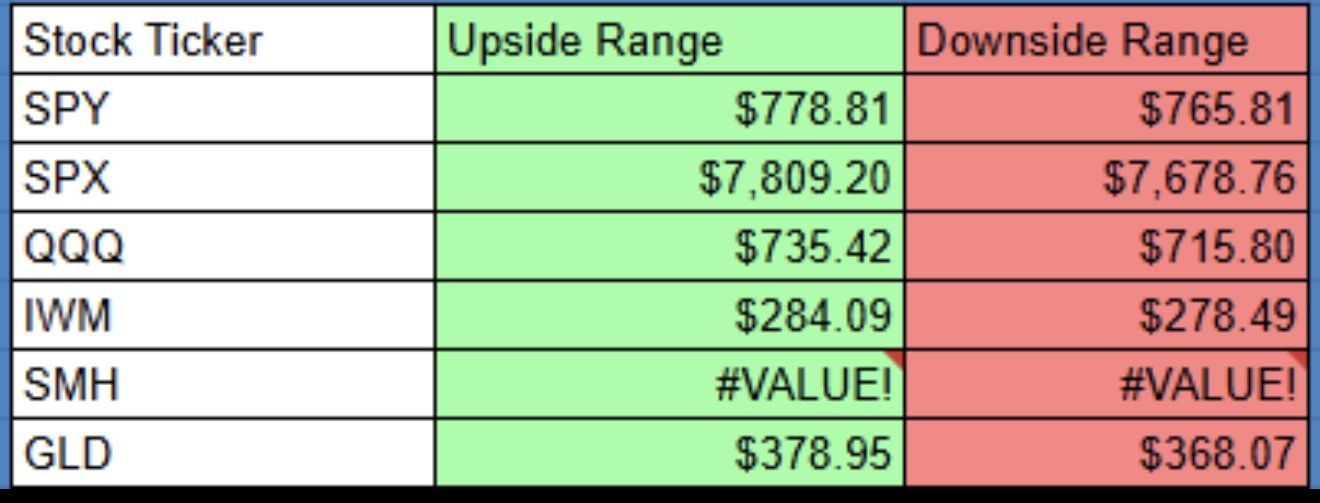 Stock Ticker Upside Range Downside Range
SPY $778.81 $765.81
SPX $7,809.20 $7,678.76
QQQ $735.42 $715.80
IWM $284.09 $278.49
SMH #VALUE! #VALUE!
GLD $378.95 $368.07